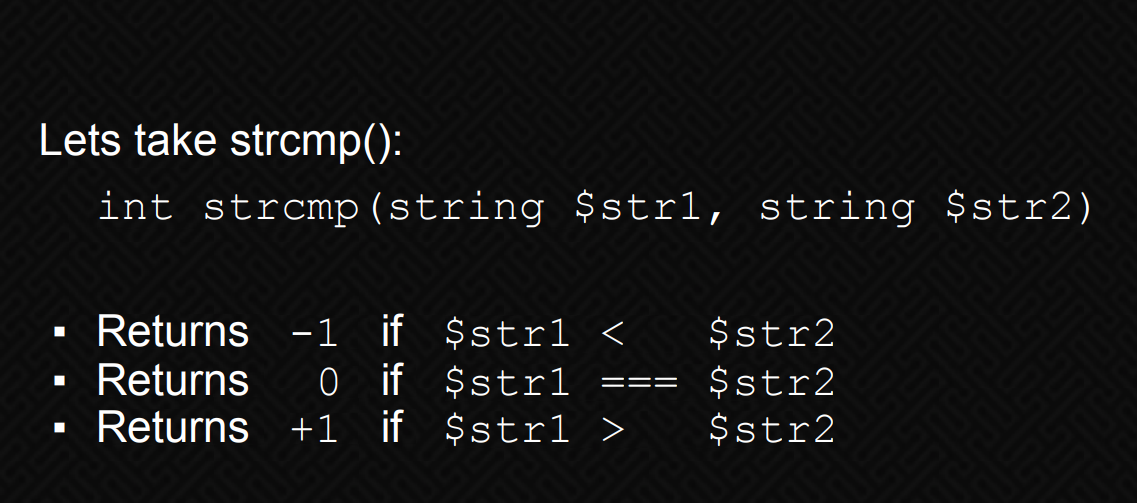 Lets take strcmp():
int strcmp(string $str1, string $str2)
▪ Returns -1 if $str1 < $str2
▪ Returns 0 if $str1 === $str2
▪ Returns +1 if $str1 > $str2